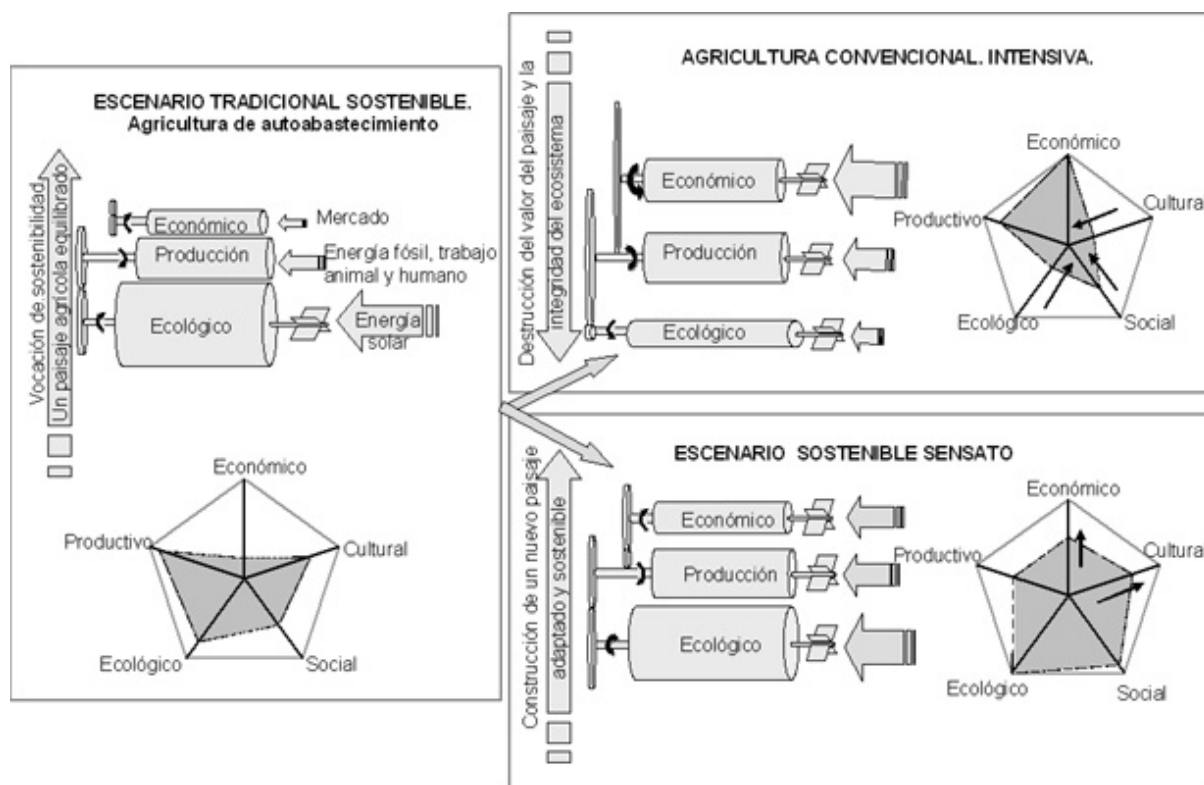 ESCENARIO TRADICIONAL SOSTENIBLE.
Agricultura de autoabastecimiento
Vocación de sostenibilidad
Un paisaje agrícola equilibrado
Económico
Mercado
Producción
Energía fósil, trabajo
animal y humano
Ecológico
Energía
solar
Económico
Productivo
Cultural
Ecológico
Social
AGRICULTURA CONVENCIONAL. INTENSIVA.
Destrucción del valor del paisaje y la
integridad del ecosistema
Económico
Producción
Ecológico
Económico
Productivo
Cultura
Ecológico
Social
ESCENARIO SOSTENIBLE SENSATO
Construcción de un nuevo paisaje
adaptado y sostenible
Económico
Producción
Ecológico
Económico
Productivo
Cultura
Ecológico
Social